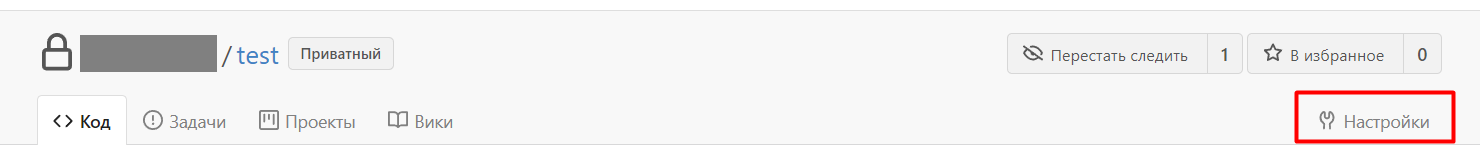 / test Приватный Перестать следить 1 В избранное 0
Код Задачи Проекты Вики Настройки